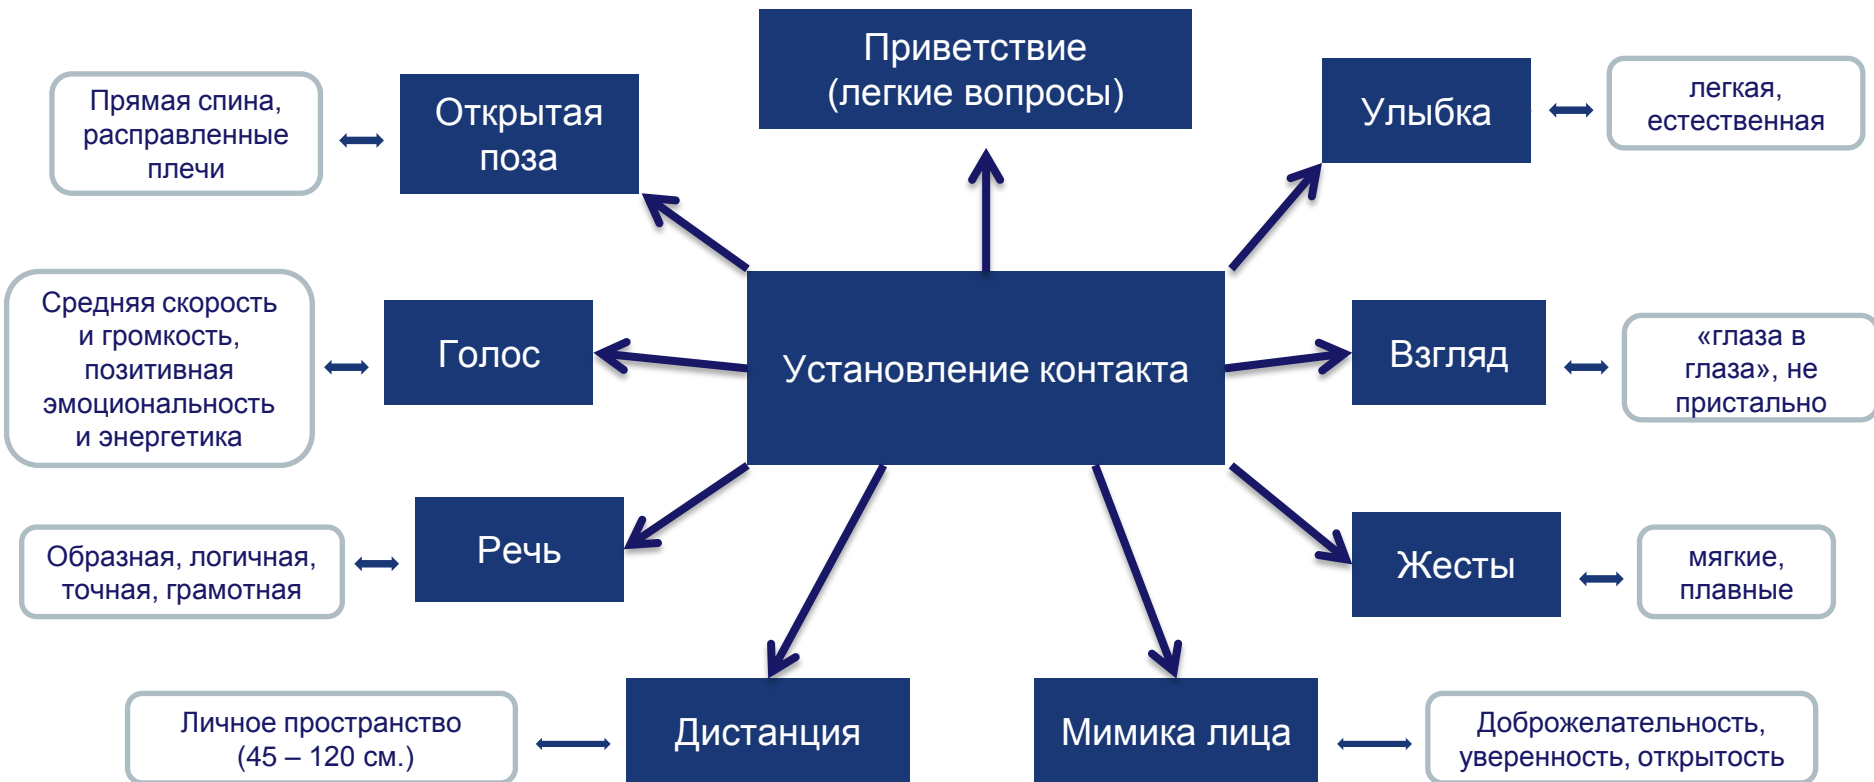 Приветствие
(легкие вопросы)
Прямая спина,
расправленные
плечи
Открытая
поза
Улыбка
легкая,
естественная
Средняя скорость
и громкость,
позитивная
эмоциональность
и энергетика
Голос
Установление контакта
Взгляд
«глаза в
глаза», не
пристально
Образная, логичная,
точная, грамотная
Речь
Жесты
мягкие,
плавные
Личное пространство
(45 – 120 см.)
Дистанция
Мимика лица
Доброжелательность,
уверенность, открытость